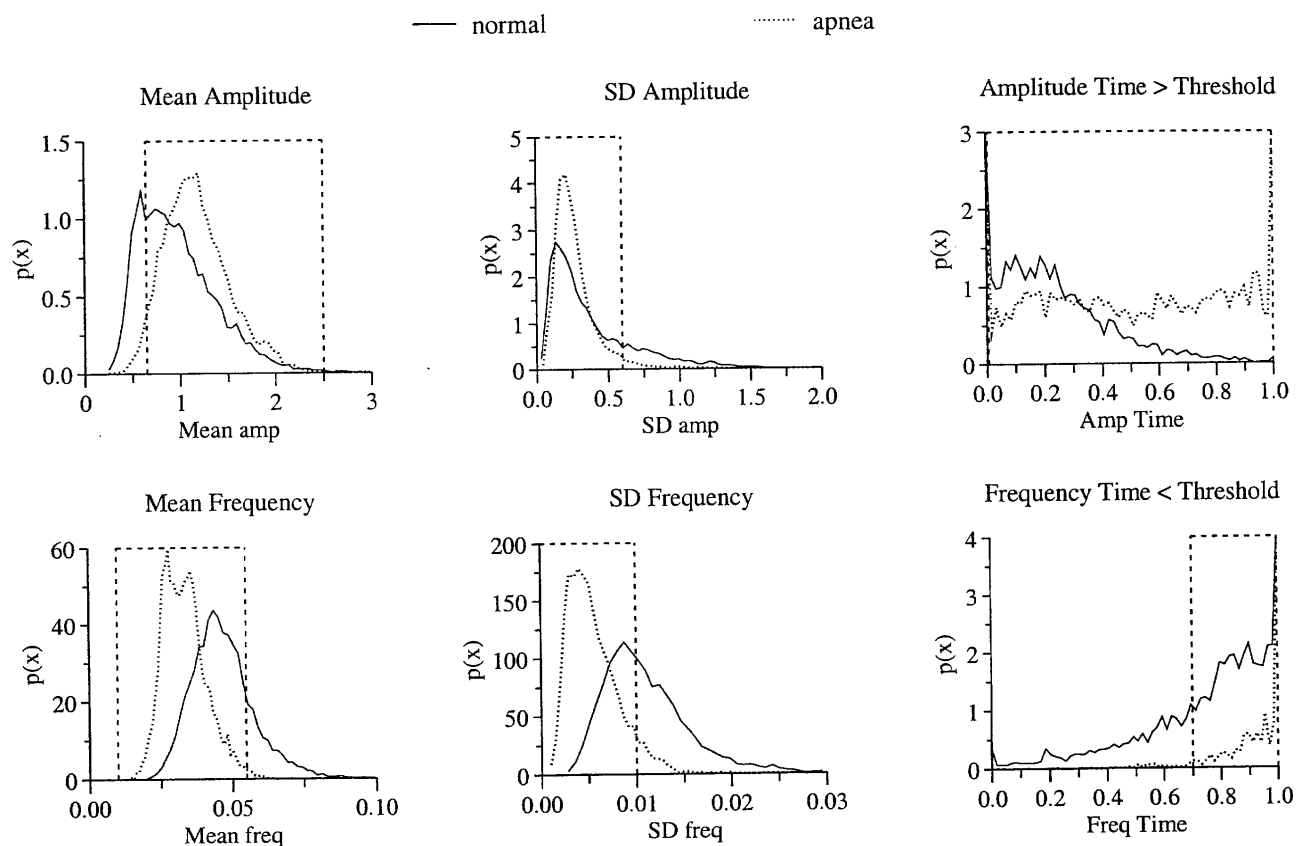 normal apnea
Mean Amplitude
1.5
1.0
0.5
0.0
p(x)
0 1 2 3
Mean amp
SD Amplitude
5
4
3
2
1
0
p(x)
0.0 0.5 1.0 1.5 2.0
SD amp
Amplitude Time > Threshold
3
2
1
0
p(x)
0.0 0.2 0.4 0.6 0.8 1.0
Amp Time
Mean Frequency
60
40
20
0
p(x)
0.00 0.05 0.10
Mean freq
SD Frequency
200
150
100
50
0
p(x)
0.00 0.01 0.02 0.03
SD freq
Frequency Time < Threshold
4
3
2
1
0
p(x)
0.0 0.2 0.4 0.6 0.8 1.0
Freq Time